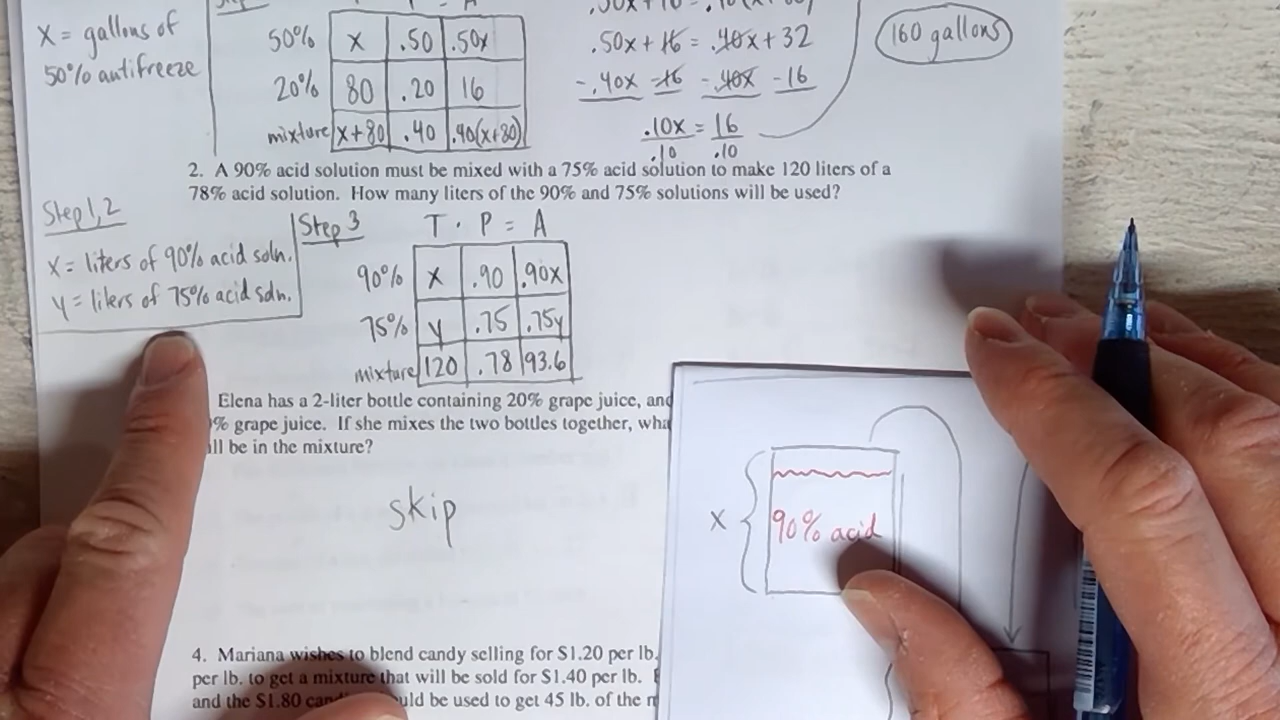 X = gallons of
50% antifreeze
50% X .50 .50x
20% 80 .20 16
mixture X+80 .40 .40(x+80)
.50x + 16 = .40x + 32
-.40x -16 -.40x -16
.10x = 16
.10 .10
160 gallons
2. A 90% acid solution must be mixed with a 75% acid solution to make 120 liters of a
78% acid solution. How many liters of the 90% and 75% solutions will be used?
Step 1,2
X = liters of 90% acid soln.
y = liters of 75% acid soln.
Step 3
T · P = A
90% X .90 .90x
75% y .75 .75y
mixture 120 .78 93.6
Elena has a 2-liter bottle containing 20% grape juice, and
% grape juice. If she mixes the two bottles together, wha
ill be in the mixture?
skip
X
90% acid
4. Mariana wishes to blend candy selling for $1.20 per lb.
per lb. to get a mixture that will be sold for $1.40 per lb.
and the $1.80 uld be used to get 45 lb. of the